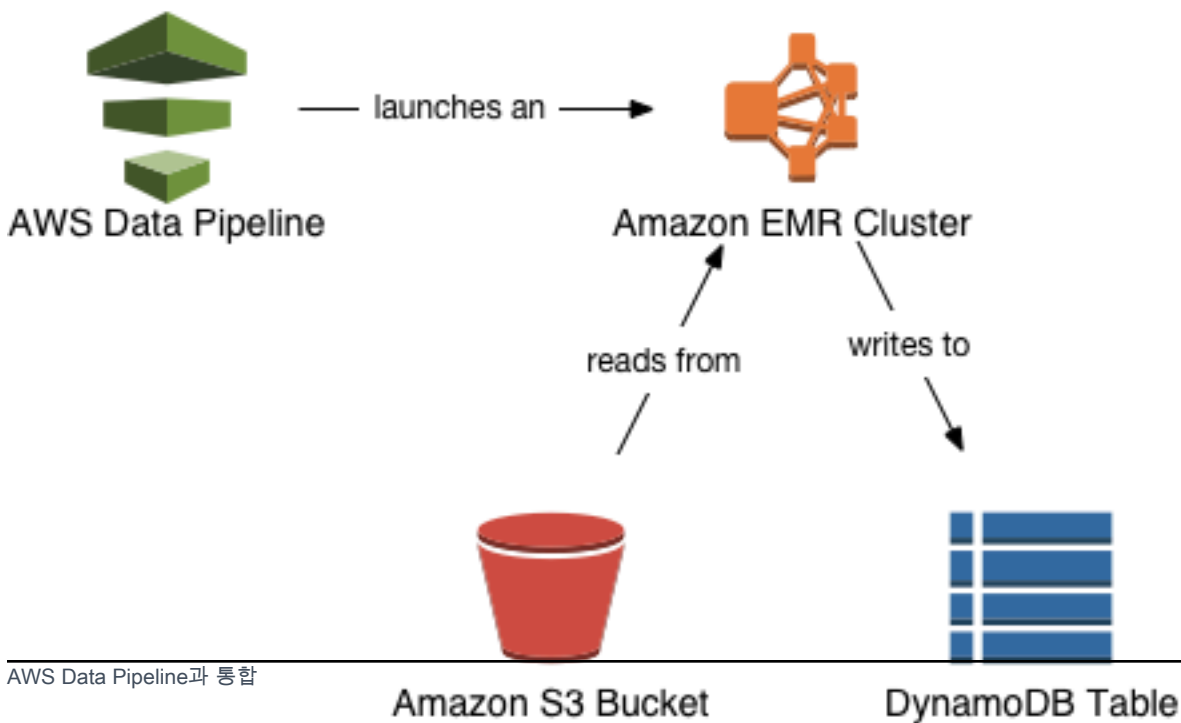 launches an
AWS Data Pipeline
Amazon EMR Cluster
reads from
writes to
AWS Data Pipeline과 통합
Amazon S3 Bucket
DynamoDB Table